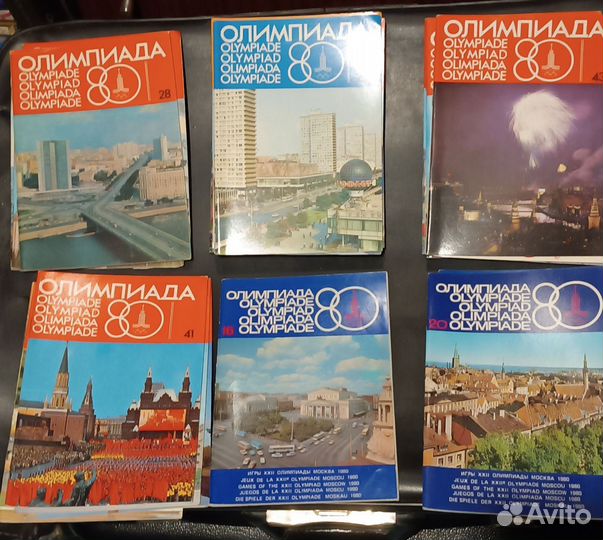 ОЛИМПИАДА
OLYMPIADE
OLYMPIAD
OLIMPIADA
OLYMPIADE
80
28
ОЛИМПИАДА
OLYMPIADE
OLYMPIAD
OLIMPIADA
OLYMPIADE
80
ОЛИМПИАДА
OLYMPIADE
OLYMPIAD
OLIMPIADA
OLYMPIADE
80
43
ОЛИМПИАДА
OLYMPIADE
OLYMPIAD
OLIMPIADA
OLYMPIADE
80
41
ОЛИМПИАДА
OLYMPIADE
OLYMPIAD
OLIMPIADA
16 OLYMPIADE
80
ИГРЫ XXII ОЛИМПИАДЫ МОСКВА 1980
JEUX DE LA XXIIe OLYMPIADE MOSCOU 1980
GAMES OF THE XXII OLYMPIAD MOSCOW 1980
JUEGOS DE LA XXII OLIMPIADA MOSCU 1980
DIE SPIELE DER XXII OLYMPIADE MOSKAU 1980
ОЛИМПИАДА
OLYMPIADE
OLYMPIAD
OLIMPIADA
20 OLYMPIADE
80
ИГРЫ XXII ОЛИМПИАДЫ МОСКВА 1980
JEUX DE LA XXIIe OLYMPIADE MOSCOU 1980
GAMES OF THE XXII OLYMPIAD MOSCOW 1980
JUEGOS DE LA XXII OLIMPIADA MOSCU 1980
DIE SPIELE DER XXII OLYMPIADE MOSKAU 1980
Avito